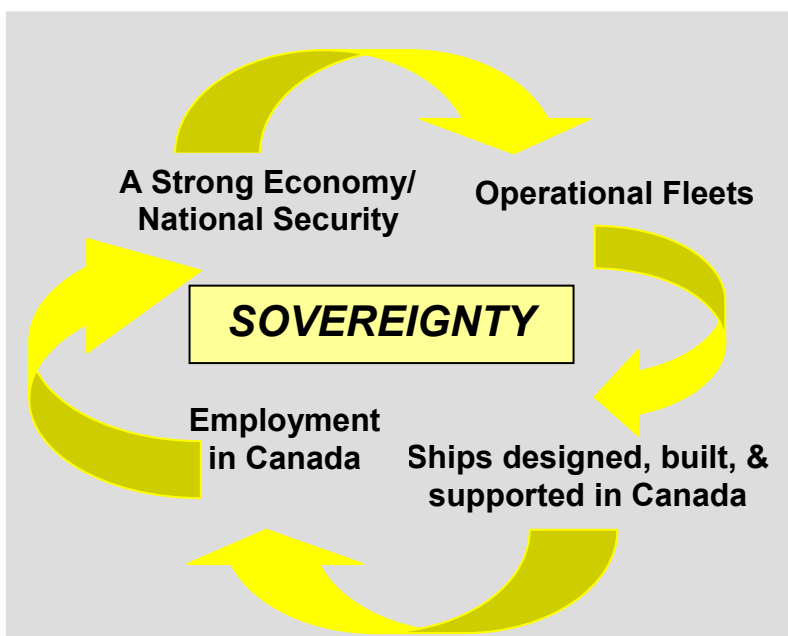 A Strong Economy/
National Security
Operational Fleets
SOVEREIGNTY
Employment
in Canada
Ships designed, built, &
supported in Canada